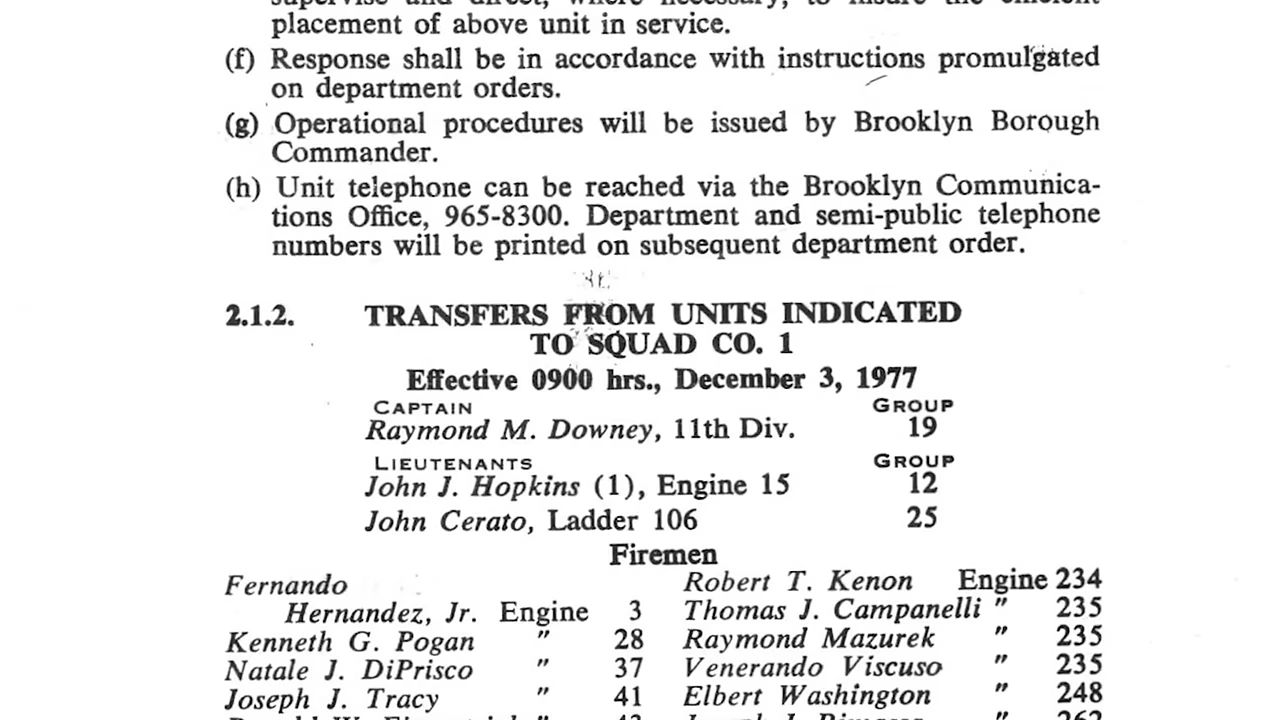 placement of above unit in service.
(f) Response shall be in accordance with instructions promulgated
on department orders.
(g) Operational procedures will be issued by Brooklyn Borough
Commander.
(h) Unit telephone can be reached via the Brooklyn Communica-
tions Office, 965-8300. Department and semi-public telephone
numbers will be printed on subsequent department order.
2.1.2. TRANSFERS FROM UNITS INDICATED
TO SQUAD CO. 1
Effective 0900 hrs., December 3, 1977
CAPTAIN GROUP
Raymond M. Downey, 11th Div. 19
LIEUTENANTS GROUP
John J. Hopkins (1), Engine 15 12
John Cerato, Ladder 106 25
Firemen
Fernando Robert T. Kenon Engine 234
Hernandez, Jr. Engine 3 Thomas J. Campanelli " 235
Kenneth G. Pogan " 28 Raymond Mazurek " 235
Natale J. DiPrisco " 37 Venerando Viscuso " 235
Joseph J. Tracy " 41 Elbert Washington " 248